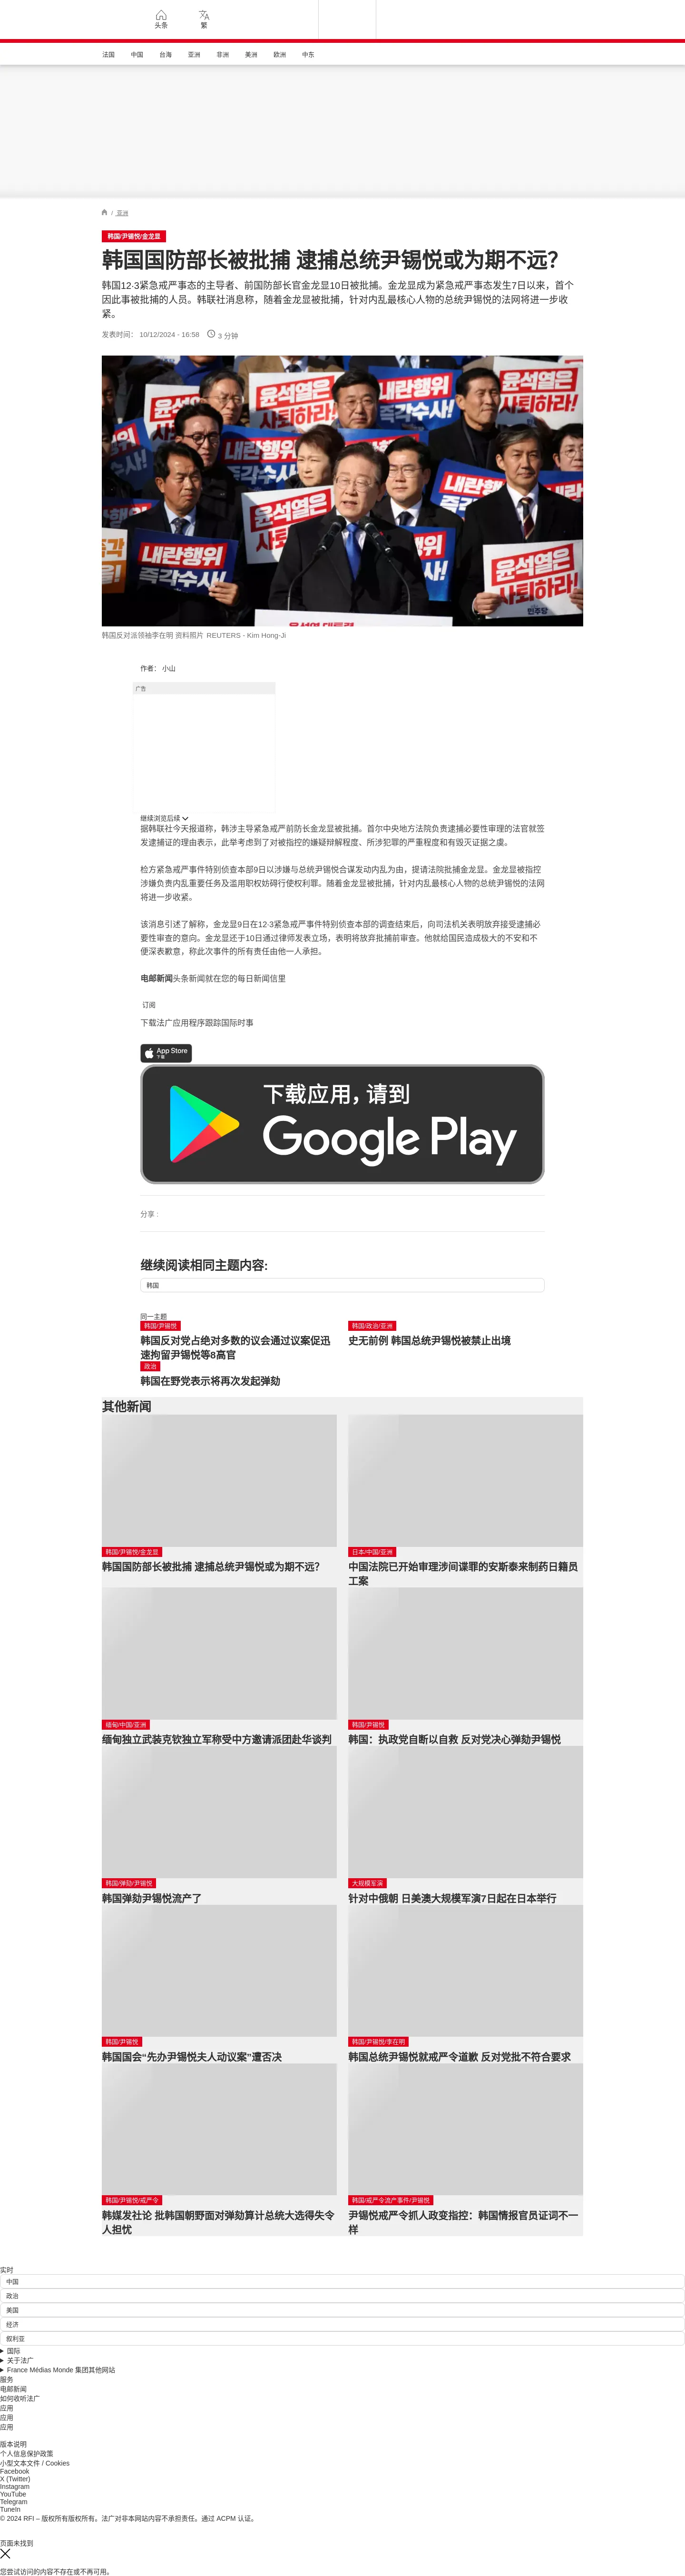 头条
繁
法国
中国
台海
亚洲
非洲
美洲
欧洲
中东
/ 亚洲
韩国/尹锡悦/金龙显
韩国国防部长被批捕 逮捕总统尹锡悦或为期不远？
韩国12·3紧急戒严事态的主导者、前国防部长官金龙显10日被批捕。金龙显成为紧急戒严事态发生7日以来，首个
因此事被批捕的人员。韩联社消息称，随着金龙显被批捕，针对内乱最核心人物的总统尹锡悦的法网将进一步收
紧。
发表时间： 10/12/2024 - 16:58
3 分钟
윤석열은 사퇴하라!
내란행위
즉각수사!
민주당
韩国反对派领袖李在明 资料照片 REUTERS - Kim Hong-Ji
作者： 小山
广告
继续浏览后续
据韩联社今天报道称，韩涉主导紧急戒严前防长金龙显被批捕。首尔中央地方法院负责逮捕必要性审理的法官就签
发逮捕证的理由表示，此举考虑到了对被指控的嫌疑辩解程度、所涉犯罪的严重程度和有毁灭证据之虞。
检方紧急戒严事件特别侦查本部9日以涉嫌与总统尹锡悦合谋发动内乱为由，提请法院批捕金龙显。金龙显被指控
涉嫌负责内乱重要任务及滥用职权妨碍行使权利罪。随着金龙显被批捕，针对内乱最核心人物的总统尹锡悦的法网
将进一步收紧。
该消息引述了解称，金龙显9日在12·3紧急戒严事件特别侦查本部的调查结束后，向司法机关表明放弃接受逮捕必
要性审查的意向。金龙显还于10日通过律师发表立场，表明将放弃批捕前审查。他就给国民造成极大的不安和不
便深表歉意，称此次事件的所有责任由他一人承担。
电邮新闻头条新闻就在您的每日新闻信里
订阅
下载法广应用程序跟踪国际时事
App Store
下载
下载应用，请到
Google Play
分享 :
继续阅读相同主题内容:
韩国
同一主题
韩国/尹锡悦
韩国反对党占绝对多数的议会通过议案促迅
速拘留尹锡悦等8高官
韩国/政治/亚洲
史无前例 韩国总统尹锡悦被禁止出境
政治
韩国在野党表示将再次发起弹劾
其他新闻
韩国/尹锡悦/金龙显
韩国国防部长被批捕 逮捕总统尹锡悦或为期不远？
日本/中国/亚洲
中国法院已开始审理涉间谍罪的安斯泰来制药日籍员
工案
缅甸/中国/亚洲
缅甸独立武装克钦独立军称受中方邀请派团赴华谈判
韩国/尹锡悦
韩国：执政党自断以自救 反对党决心弹劾尹锡悦
韩国/弹劾/尹锡悦
韩国弹劾尹锡悦流产了
大规模军演
针对中俄朝 日美澳大规模军演7日起在日本举行
韩国/尹锡悦
韩国国会“先办尹锡悦夫人动议案”遭否决
韩国/尹锡悦/李在明
韩国总统尹锡悦就戒严令道歉 反对党批不符合要求
韩国/尹锡悦/戒严令
韩媒发社论 批韩国朝野面对弹劾算计总统大选得失令
人担忧
韩国/戒严令流产事件/尹锡悦
尹锡悦戒严令抓人政变指控：韩国情报官员证词不一
样
实时
中国
政治
美国
经济
叙利亚
国际
关于法广
France Médias Monde 集团其他网站
服务
电邮新闻
如何收听法广
应用
应用
应用
版本说明
个人信息保护政策
小型文本文件 / Cookies
Facebook
X (Twitter)
Instagram
YouTube
Telegram
TuneIn
© 2024 RFI – 版权所有版权所有。法广对非本网站内容不承担责任。通过 ACPM 认证。
页面未找到
您尝试访问的内容不存在或不再可用。